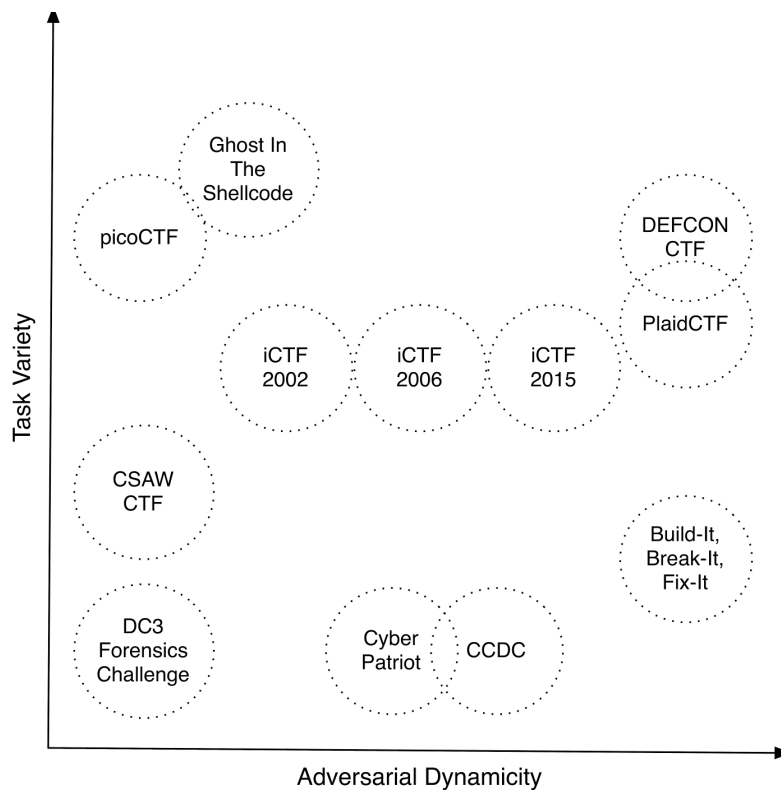 Ghost In
The
Shellcode
picoCTF
DEFCON
CTF
PlaidCTF
iCTF
2002
iCTF
2006
iCTF
2015
Task Variety
CSAW
CTF
Build-It,
Break-It,
Fix-It
DC3
Forensics
Challenge
Cyber
Patriot
CCDC
Adversarial Dynamicity